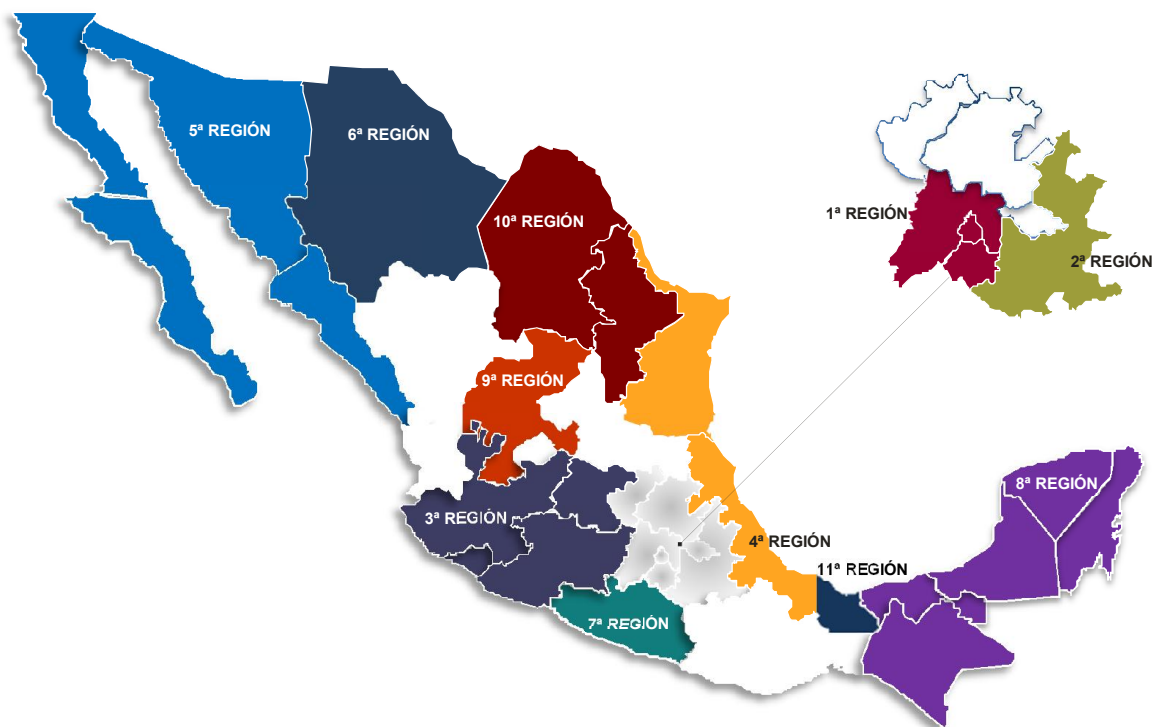 5ª REGIÓN
6ª REGIÓN
10ª REGIÓN
1ª REGIÓN
2ª REGIÓN
9ª REGIÓN
8ª REGIÓN
3ª REGIÓN
4ª REGIÓN
11ª REGIÓN
7ª REGIÓN